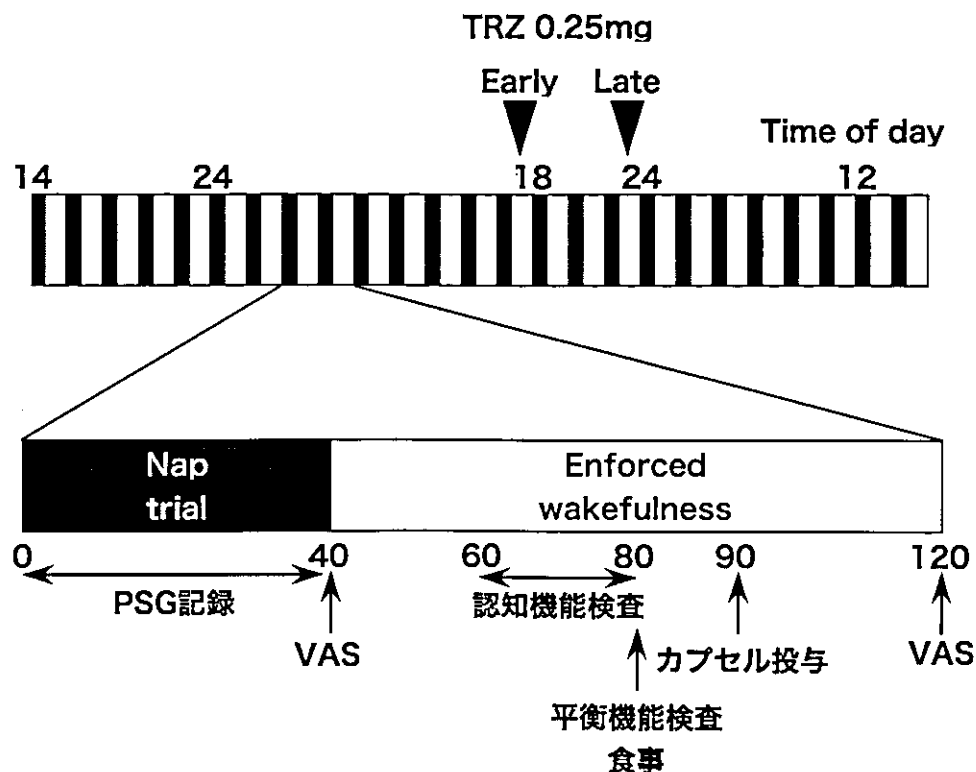 TRZ 0.25mg
Early Late
Time of day
14 24 18 24 12
Nap
trial
Enforced
wakefulness
0 40 60 80 90 120
PSG記録
認知機能検査
VAS
カプセル投与
VAS
平衡機能検査
食事